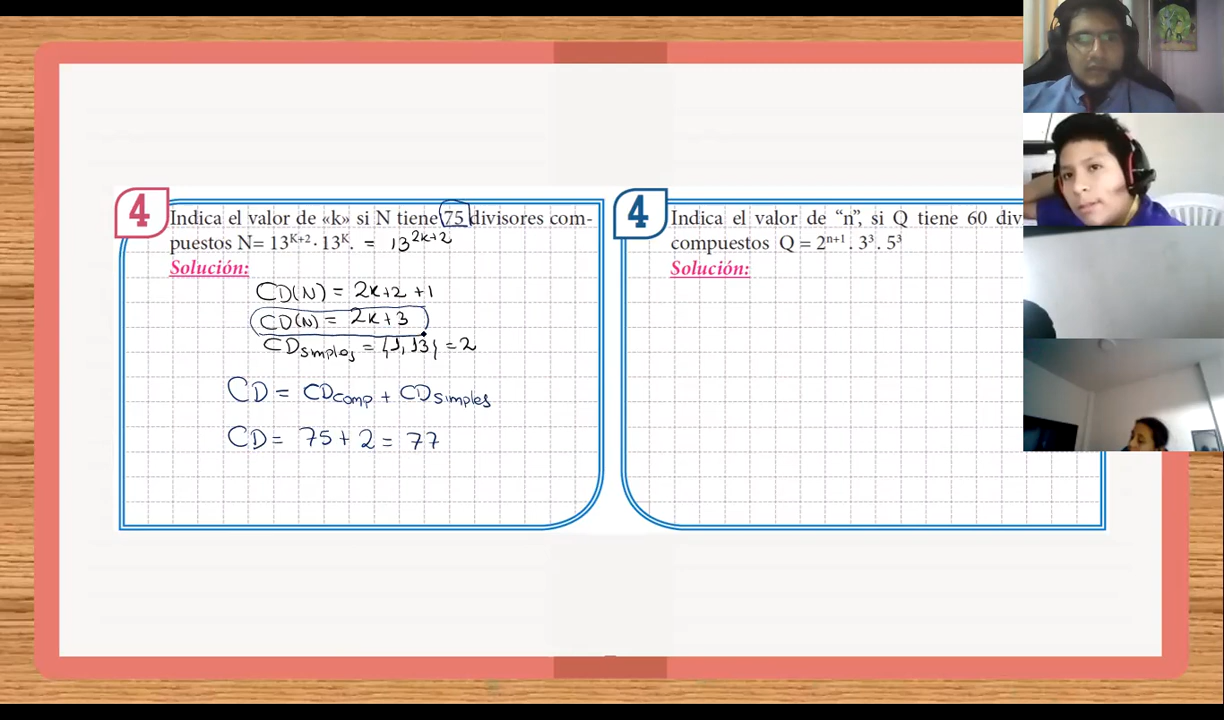 4
Indica el valor de «k» si N tiene 75 divisores com-
puestos N= 13^{K+2} · 13^{K}. = 13^{2k+2}
Solución:
CD(N) = 2k+2 +1
CD(N) = 2k+3
CDsimples = {1, 13} = 2
CD = CDcomp + CDsimples
CD = 75 + 2 = 77
4
Indica el valor de “n”, si Q tiene 60 div
compuestos Q = 2^{n+1} . 3^{3} . 5^{3}
Solución: